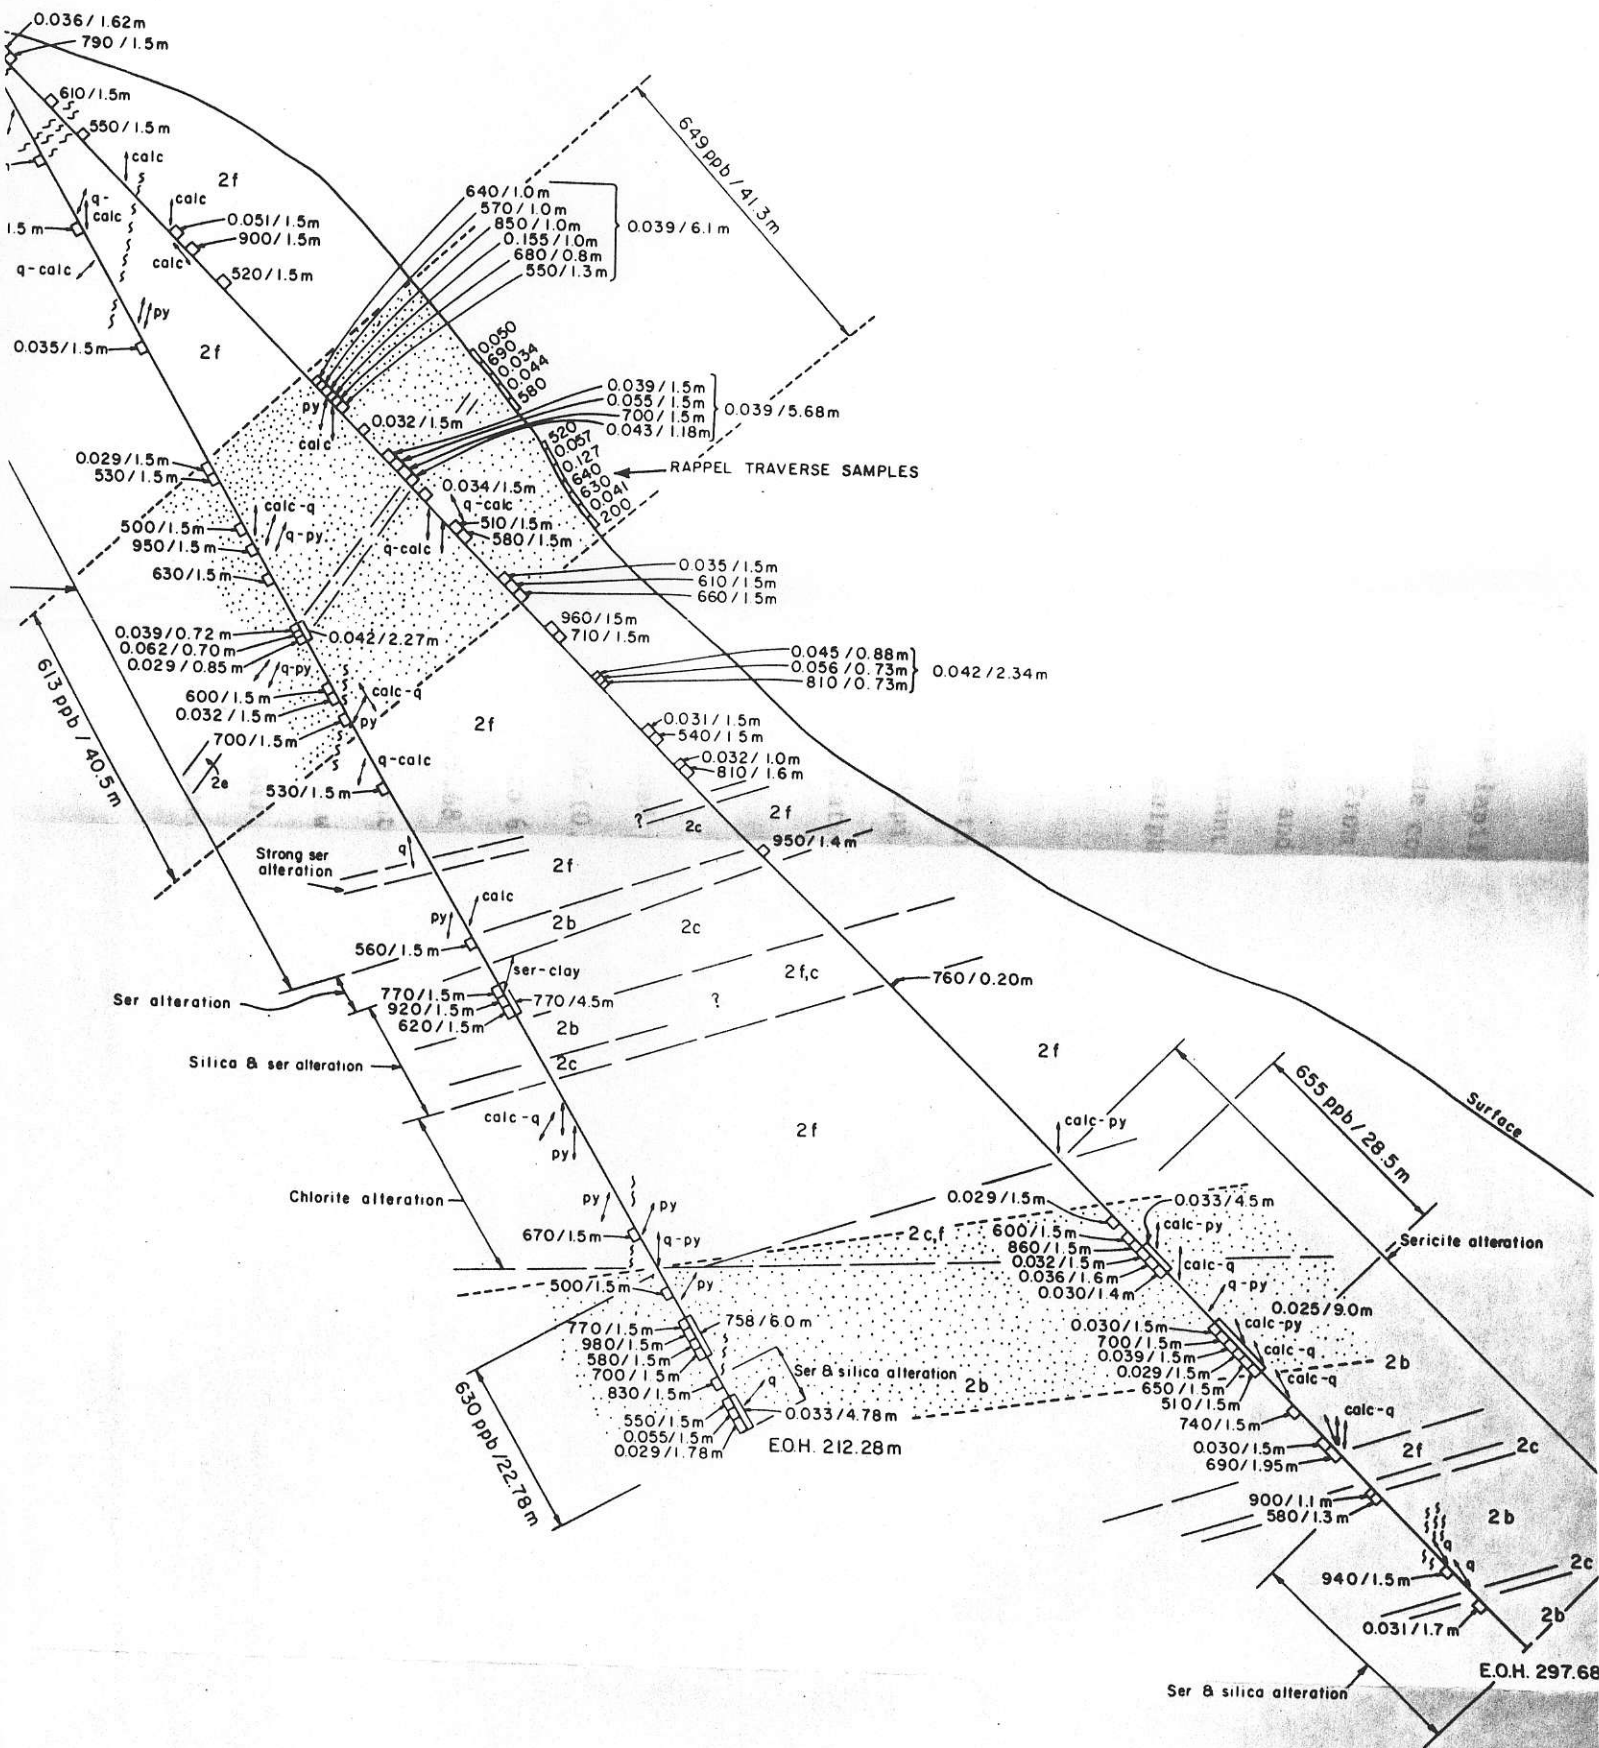 0.036/1.62m
790/1.5m
610/1.5m
550/1.5m
calc
2f
q-calc
calc
0.051/1.5m
900/1.5m
1.5m
calc
520/1.5m
q-calc
py
0.035/1.5m
2f
649 ppb/41.3m
640/1.0m
570/1.0m
850/1.0m
0.155/1.0m
680/0.8m
550/1.3m
0.039/6.1m
0.050
690
0.034
0.044
580
py
calc
0.032/1.5m
0.039/1.5m
0.055/1.5m
700/1.5m
0.043/1.18m
0.039/5.68m
520
0.057
0.127
640
630
0.041
200
RAPPEL TRAVERSE SAMPLES
0.029/1.5m
530/1.5m
0.034/1.5m
q-calc
510/1.5m
580/1.5m
q-calc
500/1.5m
950/1.5m
630/1.5m
calc-q
q-py
0.035/1.5m
610/1.5m
660/1.5m
960/15m
710/1.5m
0.039/0.72m
0.062/0.70m
0.029/0.85m
0.042/2.27m
q-py
0.045/0.88m
0.056/0.73m
810/0.73m
0.042/2.34m
600/1.5m
0.032/1.5m
700/1.5m
calc-q
py
2f
613 ppb/40.5m
2e
q-calc
530/1.5m
0.031/1.5m
540/1.5m
0.032/1.0m
810/1.6m
?
2c
2f
950/1.4m
Strong ser
alteration
q
2f
calc
py
2b
2c
560/1.5m
ser-clay
2f,c
760/0.20m
Ser alteration
770/1.5m
920/1.5m
620/1.5m
770/4.5m
?
2b
2c
Silica & ser alteration
2f
calc-q
py
2f
655 ppb/28.5m
Surface
calc-py
Chlorite alteration
py
py
670/1.5m
q-py
2c,f
0.029/1.5m
600/1.5m
860/1.5m
0.032/1.5m
0.036/1.6m
0.030/1.4m
0.033/4.5m
calc-py
calc-q
Sericite alteration
500/1.5m
py
q-py
0.025/9.0m
770/1.5m
980/1.5m
580/1.5m
700/1.5m
830/1.5m
758/6.0m
0.030/1.5m
700/1.5m
0.039/1.5m
0.029/1.5m
650/1.5m
510/1.5m
calc-py
calc-q
calc-q
2b
Ser & silica alteration
q
2b
630 ppb/22.78m
550/1.5m
0.055/1.5m
0.029/1.78m
0.033/4.78m
E.O.H. 212.28m
740/1.5m
calc-q
0.030/1.5m
690/1.95m
2f
2c
900/1.1m
580/1.3m
2b
q
q
940/1.5m
2c
2b
0.031/1.7m
E.O.H. 297.68
Ser & silica alteration